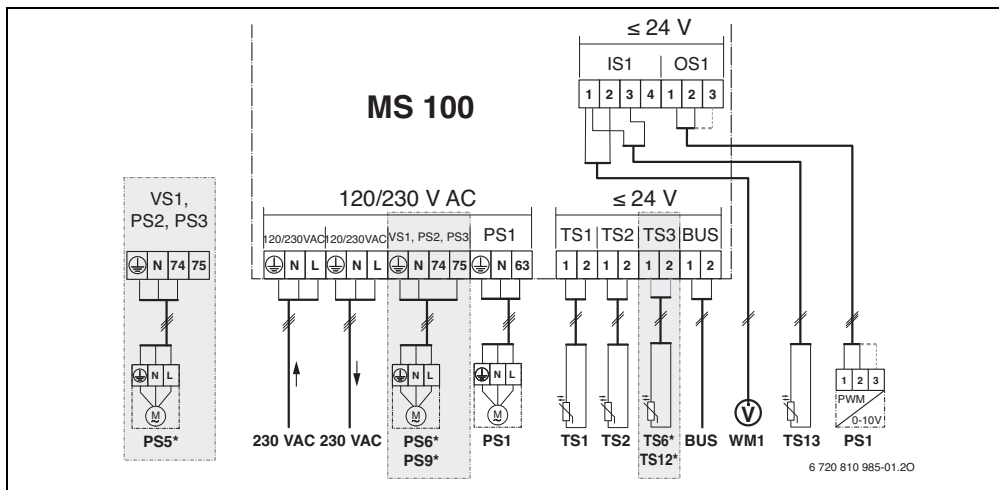 ≤ 24 V
IS1 OS1
1 2 3 4 1 2 3
MS 100
VS1,
PS2, PS3
120/230 V AC
≤ 24 V
120/230VAC 120/230VAC VS1, PS2, PS3 PS1
TS1 TS2 TS3 BUS
N 74 75
N L N L N 74 75 N 63
1 2 1 2 1 2 1 2
N L
N L
N L
M
~
M
~
M
~
1 2 3
PWM
0-10V
V
PS5*
230 VAC 230 VAC PS6* PS1 TS1 TS2 TS6* BUS WM1 TS13 PS1
PS9* TS12*
6 720 810 985-01.2O